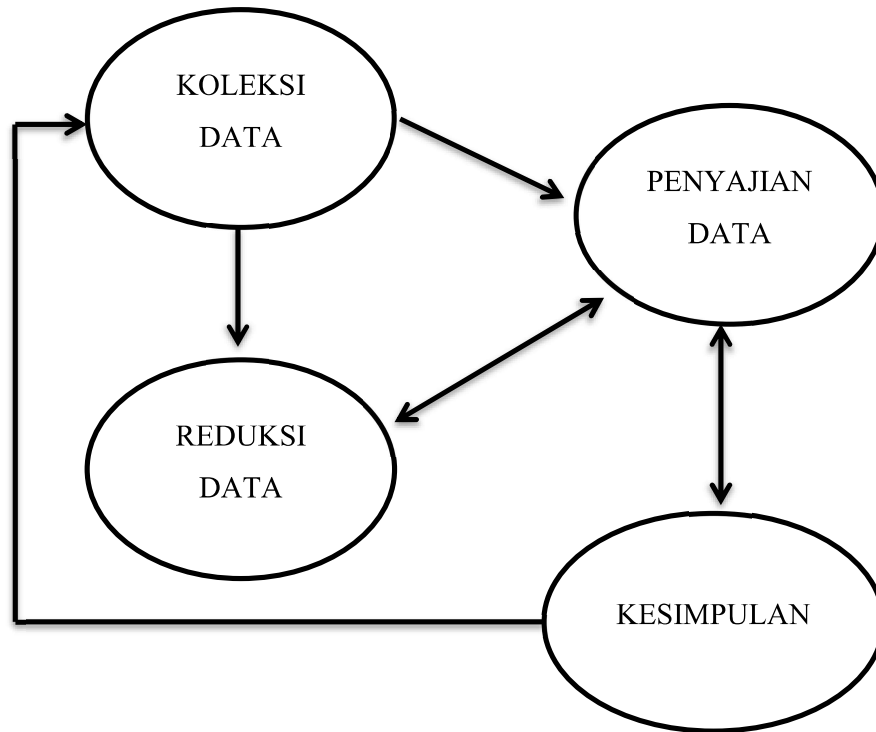 KOLEKSI
DATA
PENYAJIAN
DATA
REDUKSI
DATA
KESIMPULAN